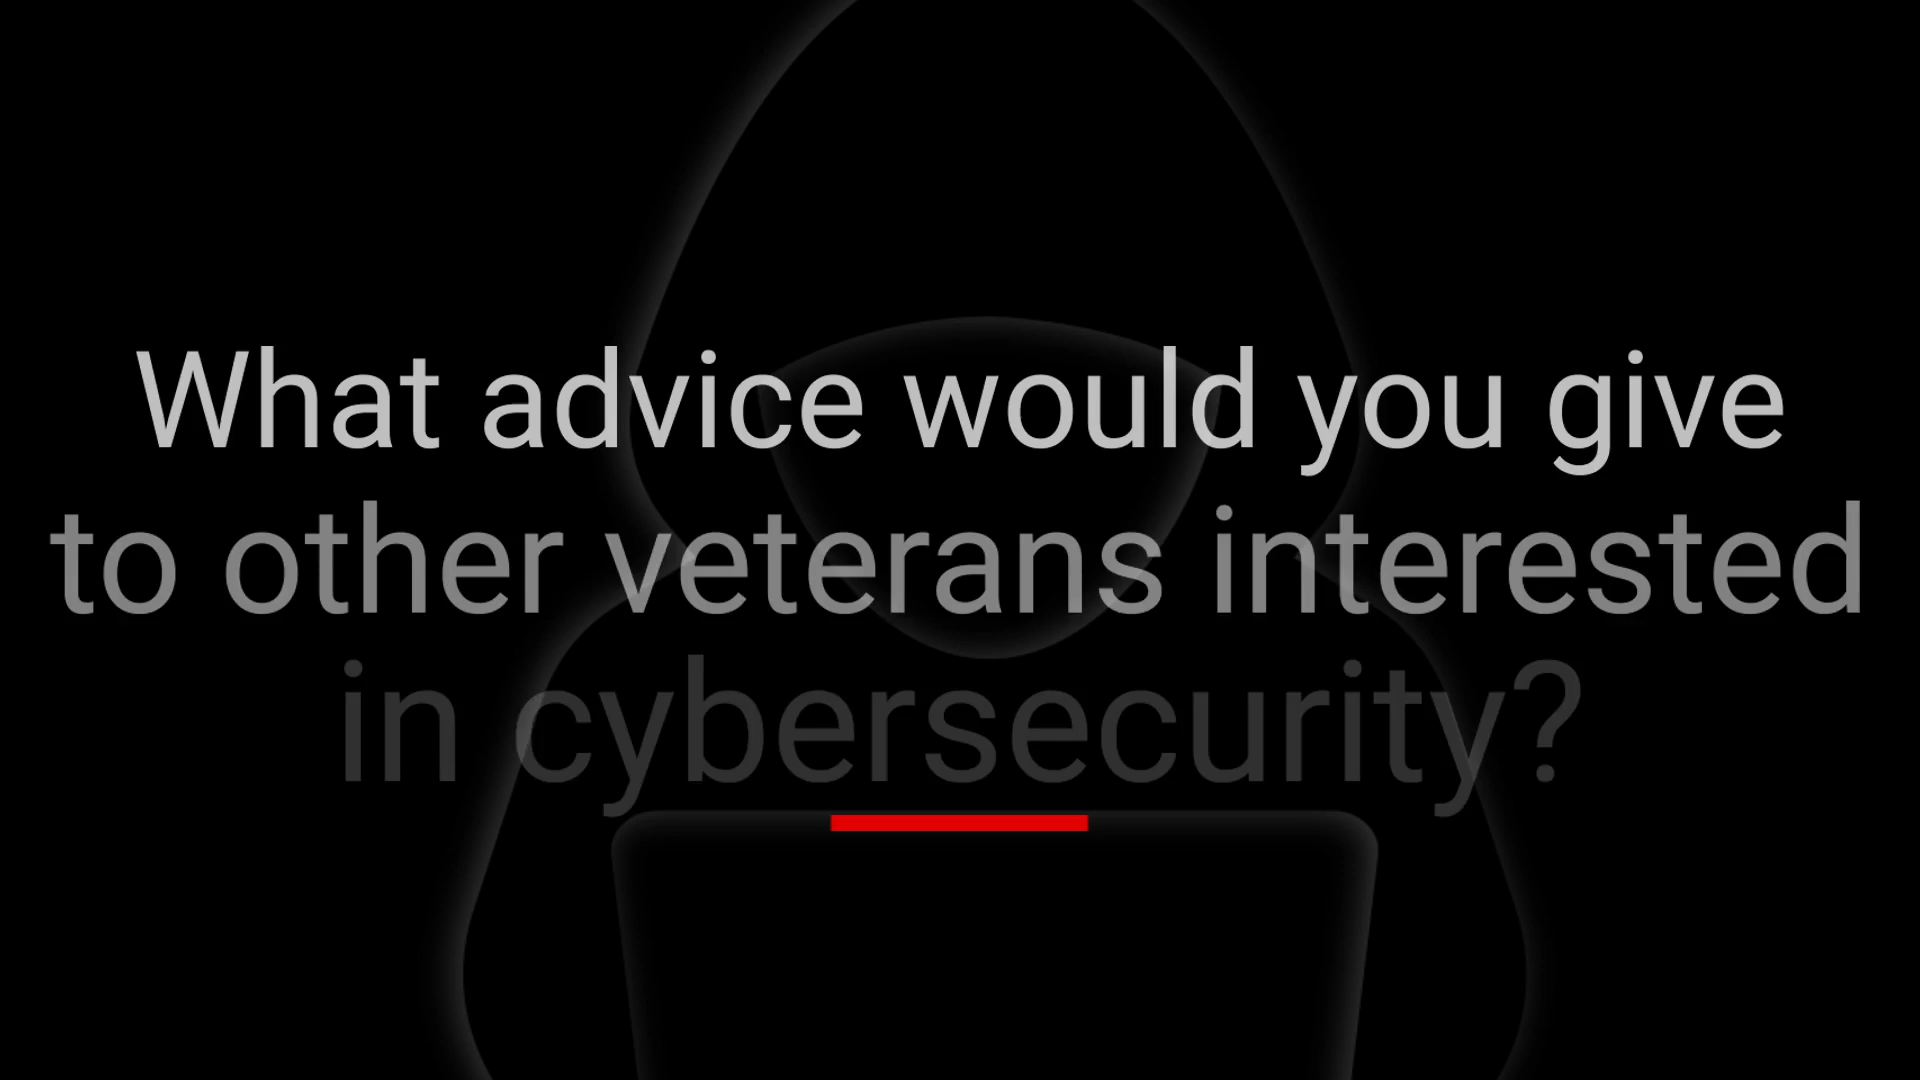 What advice would you give
to other veterans interested
in cybersecurity?